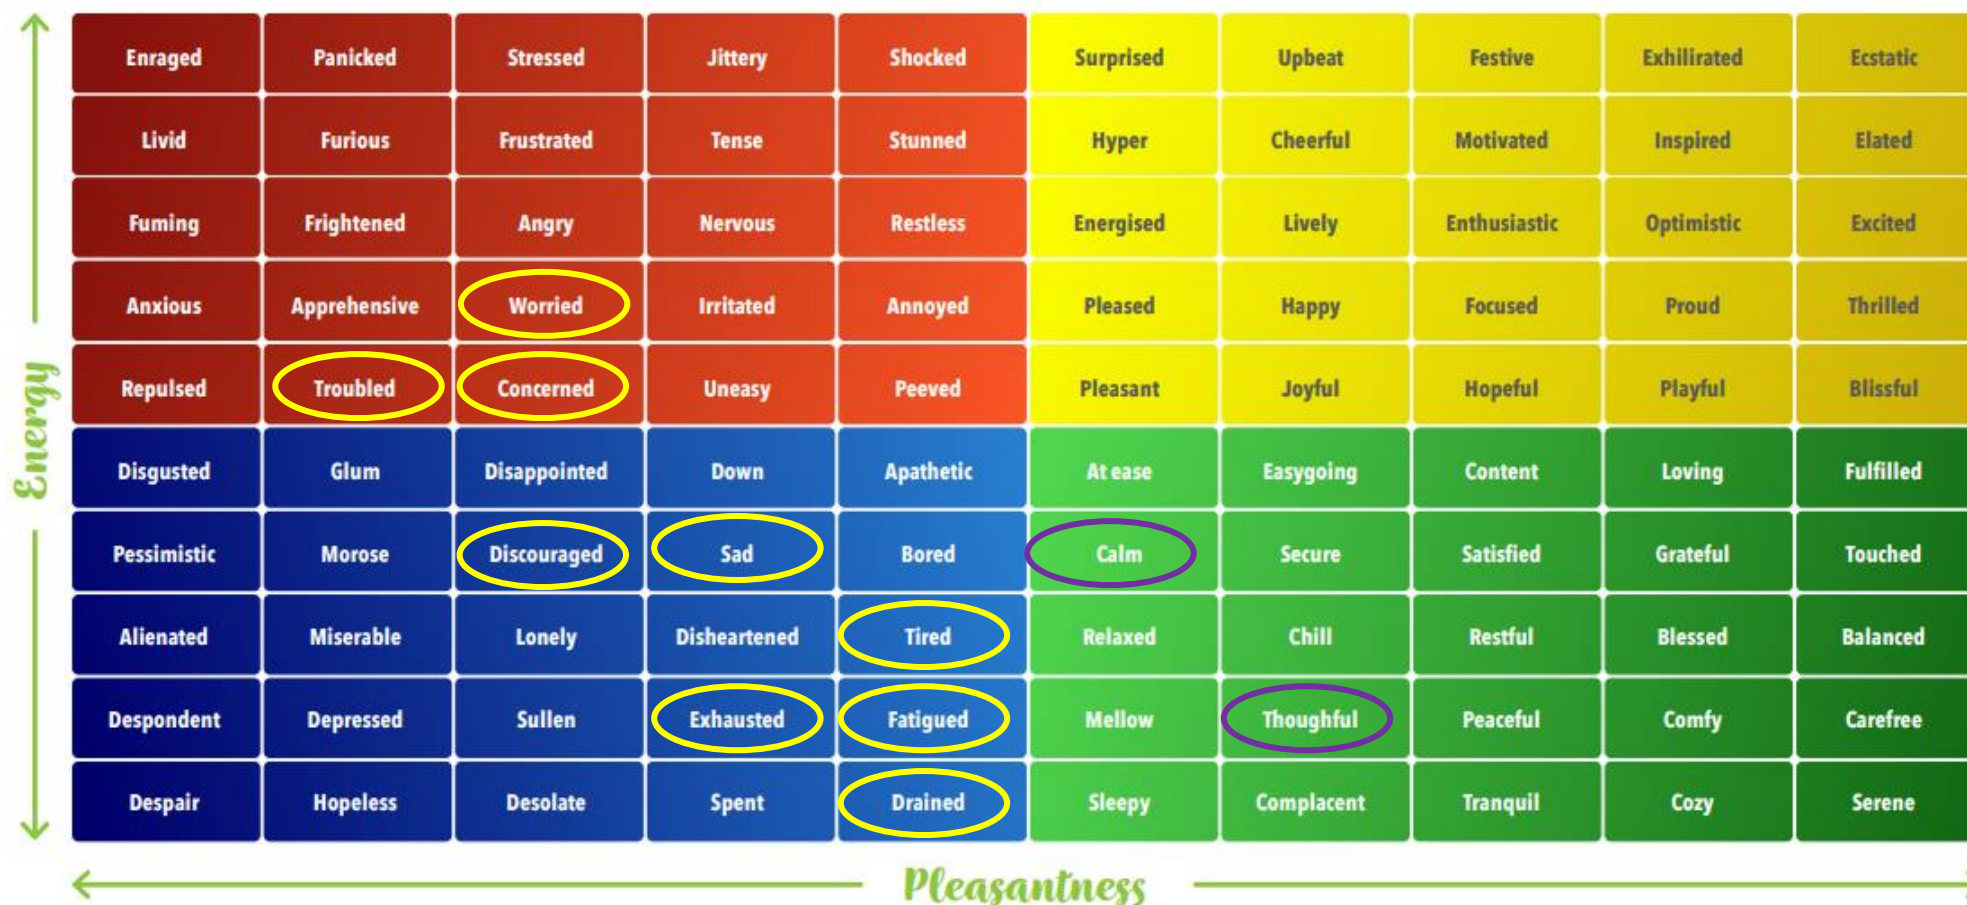 Enraged Panicked Stressed Jittery Shocked Surprised Upbeat Festive Exhilirated Ecstatic
Livid Furious Frustrated Tense Stunned Hyper Cheerful Motivated Inspired Elated
Fuming Frightened Angry Nervous Restless Energised Lively Enthusiastic Optimistic Excited
Anxious Apprehensive Worried Irritated Annoyed Pleased Happy Focused Proud Thrilled
Repulsed Troubled Concerned Uneasy Peeved Pleasant Joyful Hopeful Playful Blissful
Energy
Disgusted Glum Disappointed Down Apathetic At ease Easygoing Content Loving Fulfilled
Pessimistic Morose Discouraged Sad Bored Calm Secure Satisfied Grateful Touched
Alienated Miserable Lonely Disheartened Tired Relaxed Chill Restful Blessed Balanced
Despondent Depressed Sullen Exhausted Fatigued Mellow Thoughful Peaceful Comfy Carefree
Despair Hopeless Desolate Spent Drained Sleepy Complacent Tranquil Cozy Serene
Pleasantness